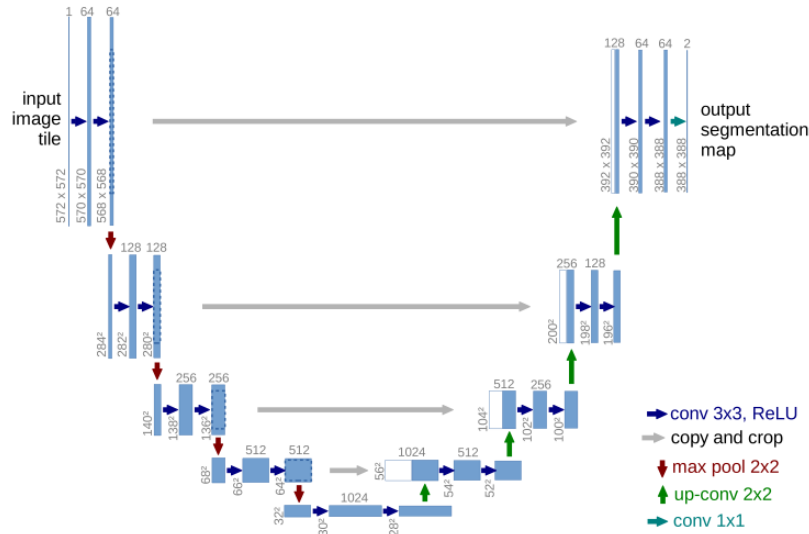 1 64 64
128 64 64 2
input
image
tile
output
segmentation
map
572 x 572
570 x 570
568 x 568
392 x 392
390 x 390
388 x 388
388 x 388
128 128
256 128
284²
282²
280²
200²
198²
196²
256 256
512 256
140²
138²
136²
104²
102²
100²
512 512
1024 512
68²
66²
64²
56²
54²
52²
1024
32²
30²
28²
conv 3x3, ReLU
copy and crop
max pool 2x2
up-conv 2x2
conv 1x1